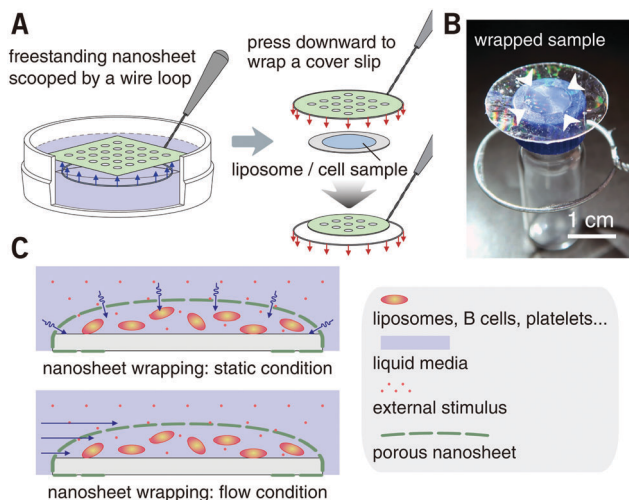 A
freestanding nanosheet
scooped by a wire loop
press downward to
wrap a cover slip
liposome / cell sample
B
wrapped sample
1 cm
C
nanosheet wrapping: static condition
nanosheet wrapping: flow condition
liposomes, B cells, platelets...
liquid media
external stimulus
porous nanosheet